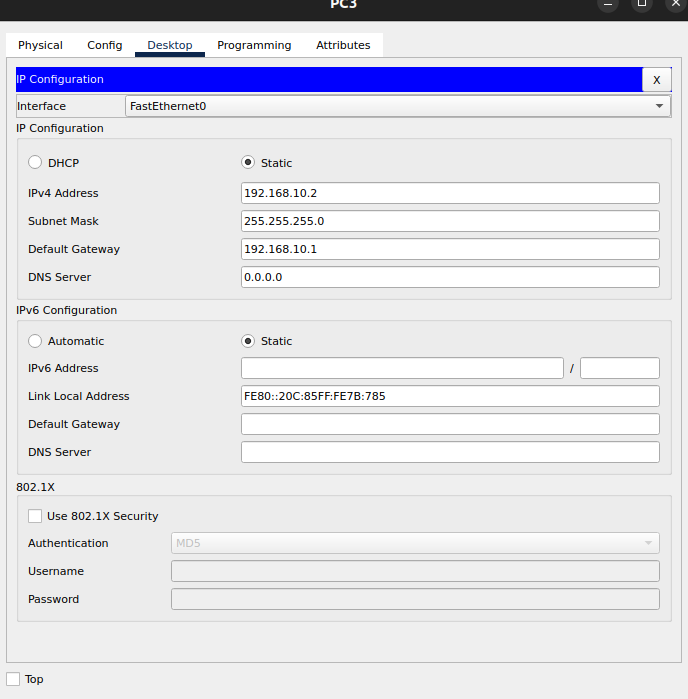 PC3
Physical Config Desktop Programming Attributes
IP Configuration X
Interface FastEthernet0
IP Configuration
DHCP Static
IPv4 Address 192.168.10.2
Subnet Mask 255.255.255.0
Default Gateway 192.168.10.1
DNS Server 0.0.0.0
IPv6 Configuration
Automatic Static
IPv6 Address /
Link Local Address FE80::20C:85FF:FE7B:785
Default Gateway
DNS Server
802.1X
Use 802.1X Security
Authentication MD5
Username
Password
Top